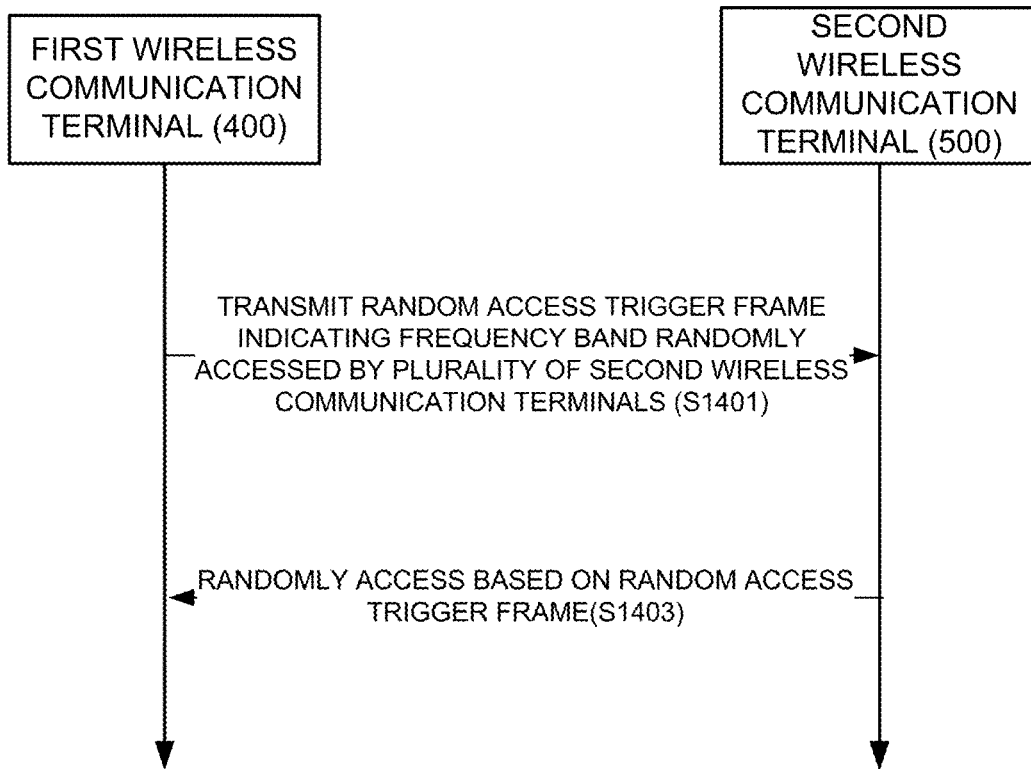 FIRST WIRELESS
COMMUNICATION
TERMINAL (400)
SECOND
WIRELESS
COMMUNICATION
TERMINAL (500)
TRANSMIT RANDOM ACCESS TRIGGER FRAME
INDICATING FREQUENCY BAND RANDOMLY
ACCESSED BY PLURALITY OF SECOND WIRELESS
COMMUNICATION TERMINALS (S1401)
RANDOMLY ACCESS BASED ON RANDOM ACCESS
TRIGGER FRAME(S1403)